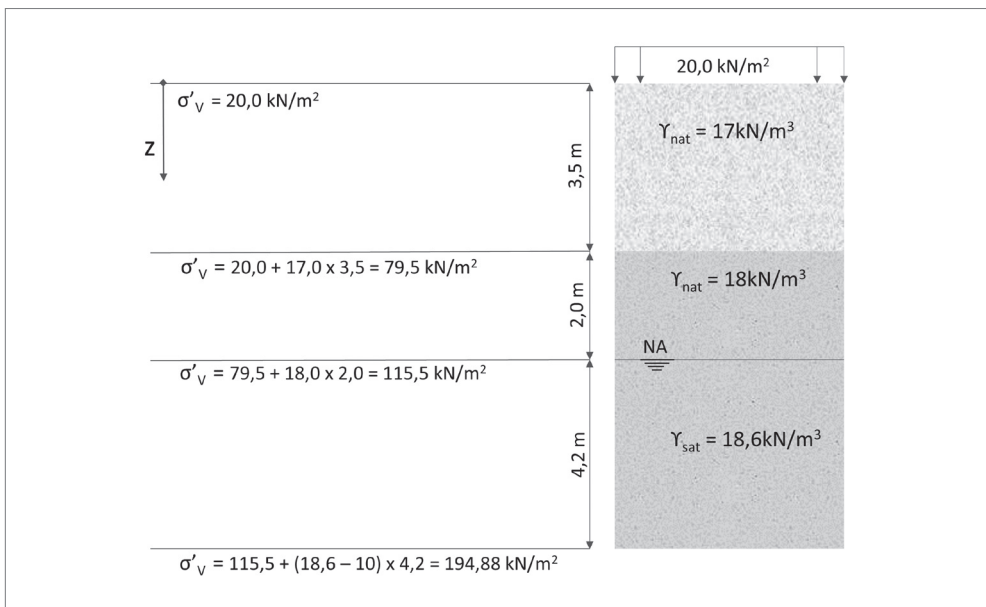 20,0 kN/m²
σ'V = 20,0 kN/m²
ϒnat = 17kN/m³
Z
3,5 m
σ'V = 20,0 + 17,0 x 3,5 = 79,5 kN/m²
ϒnat = 18kN/m³
2,0 m
NA
σ'V = 79,5 + 18,0 x 2,0 = 115,5 kN/m²
ϒsat = 18,6kN/m³
4,2 m
σ'V = 115,5 + (18,6 – 10) x 4,2 = 194,88 kN/m²